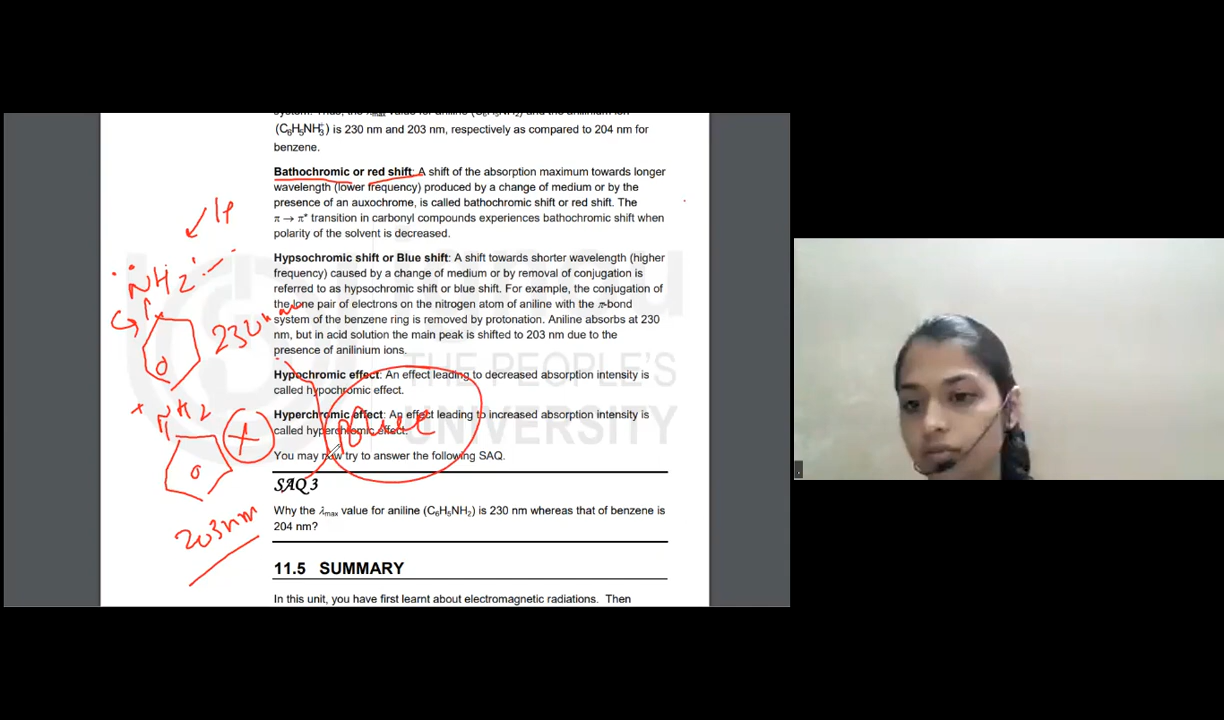 (C₆H₅NH₃⁺) is 230 nm and 203 nm, respectively as compared to 204 nm for
benzene.
Bathochromic or red shift: A shift of the absorption maximum towards longer
wavelength (lower frequency) produced by a change of medium or by the
presence of an auxochrome, is called bathochromic shift or red shift. The
π → π* transition in carbonyl compounds experiences bathochromic shift when
polarity of the solvent is decreased.
Hypsochromic shift or Blue shift: A shift towards shorter wavelength (higher
frequency) caused by a change of medium or by removal of conjugation is
referred to as hypsochromic shift or blue shift. For example, the conjugation of
the lone pair of electrons on the nitrogen atom of aniline with the π-bond
system of the benzene ring is removed by protonation. Aniline absorbs at 230
nm, but in acid solution the main peak is shifted to 203 nm due to the
presence of anilinium ions.
Hypochromic effect: An effect leading to decreased absorption intensity is
called hypochromic effect.
Hyperchromic effect: An effect leading to increased absorption intensity is
called hyperchromic effect.
You may now try to answer the following SAQ.
SAQ 3
Why the λmax value for aniline (C₆H₅NH₂) is 230 nm whereas that of benzene is
204 nm?
11.5 SUMMARY
In this unit, you have first learnt about electromagnetic radiations. Then
THE PEOPLE'S
UNIVERSITY
lp
NH2
230nm
+
NH2
+
203nm